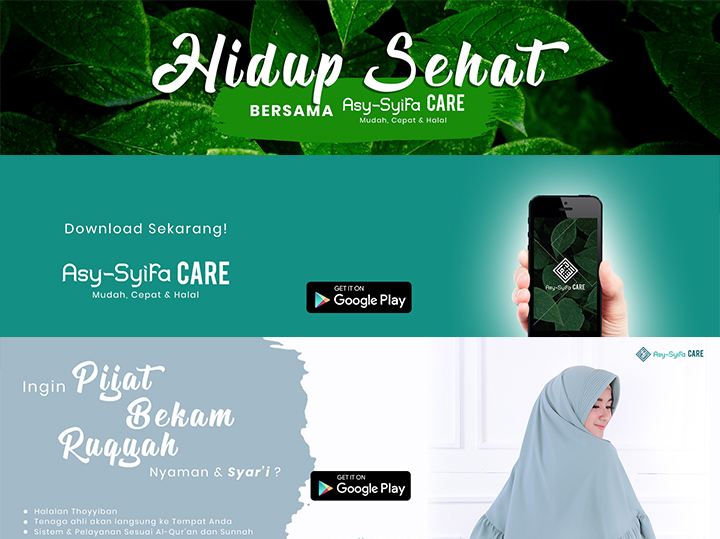 Hidup Sehat
BERSAMA Asy-Syifa CARE
Mudah, Cepat & Halal
Download Sekarang!
Asy-Syifa CARE
Mudah, Cepat & Halal
GET IT ON
Google Play
Asy-Syifa CARE
Asy-Syifa CARE
Ingin Pijat
Bekam
Ruqyah
Nyaman & Syar'i ?
GET IT ON
Google Play
Halalan Thoyyiban
Tenaga ahli akan langsung ke Tempat Anda
Sistem & Pelayanan Sesuai Al-Qur'an dan Sunnah